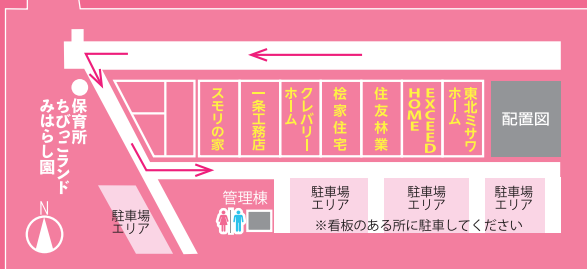 保育所
ちびっこランド
みはらし園
スモリの家
一条工務店
クレバリー
ホーム
桧家住宅
住友林業
EXCEED
HOME
東北ミサワ
ホーム
配置図
管理棟
駐車場
エリア
駐車場
エリア
駐車場
エリア
駐車場
エリア
※看板のある所に駐車してください
N